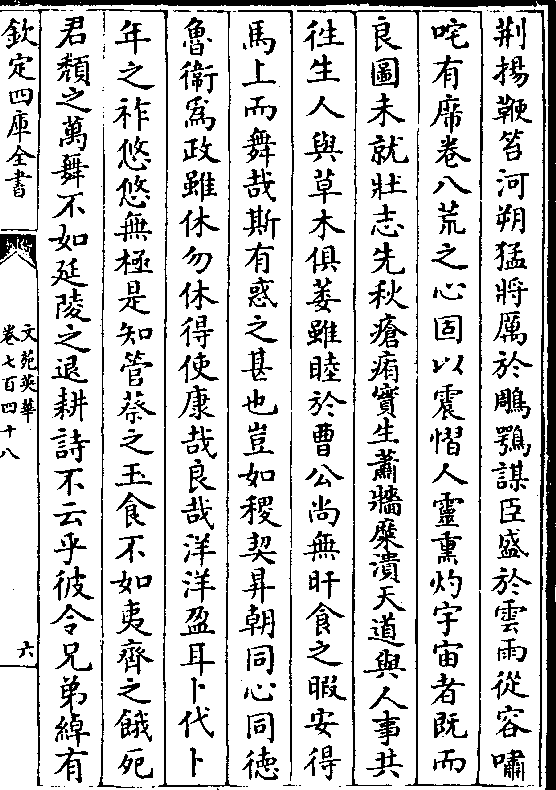 荆揚鞭笞河朔猛將厲於鵰鶚謀臣盛於雲雨從容嘯
咤有席卷八荒之心固以震慴人靈熏灼宇宙者既而
良圖未就壯志先秋瘡痏實生蕭牆糜潰天道與人事共
徃生人與草木俱萎雖睦於曹公尚無旰食之暇安得
馬上而舞哉斯有惑之甚也豈如稷契昇朝同心同徳
魯衞爲政雖休勿休得使康哉良哉洋洋盈耳卜代卜
年之祚悠悠無極是知管蔡之玉食不如夷齊之餓死
君頽之萬舞不如延陵之退耕詩不云乎彼令兄弟綽有
欽定四庫全書
文苑英華
卷七百四十八
六